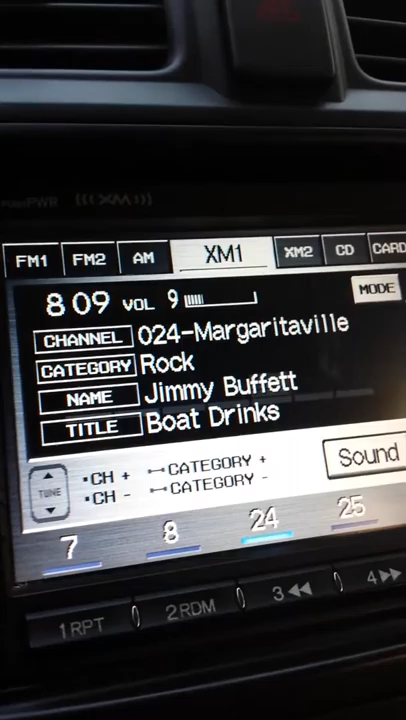 PWR ((( XM )))
FM1 FM2 AM XM1 XM2 CD CARD
8 09 VOL 9 MODE
CHANNEL 024-Margaritaville
CATEGORY Rock
NAME Jimmy Buffett
TITLE Boat Drinks
TUNE
•CH + CATEGORY +
•CH - CATEGORY -
Sound
7 8 24 25
1 RPT 2 RDM 3 ◀◀ 4 ▶▶